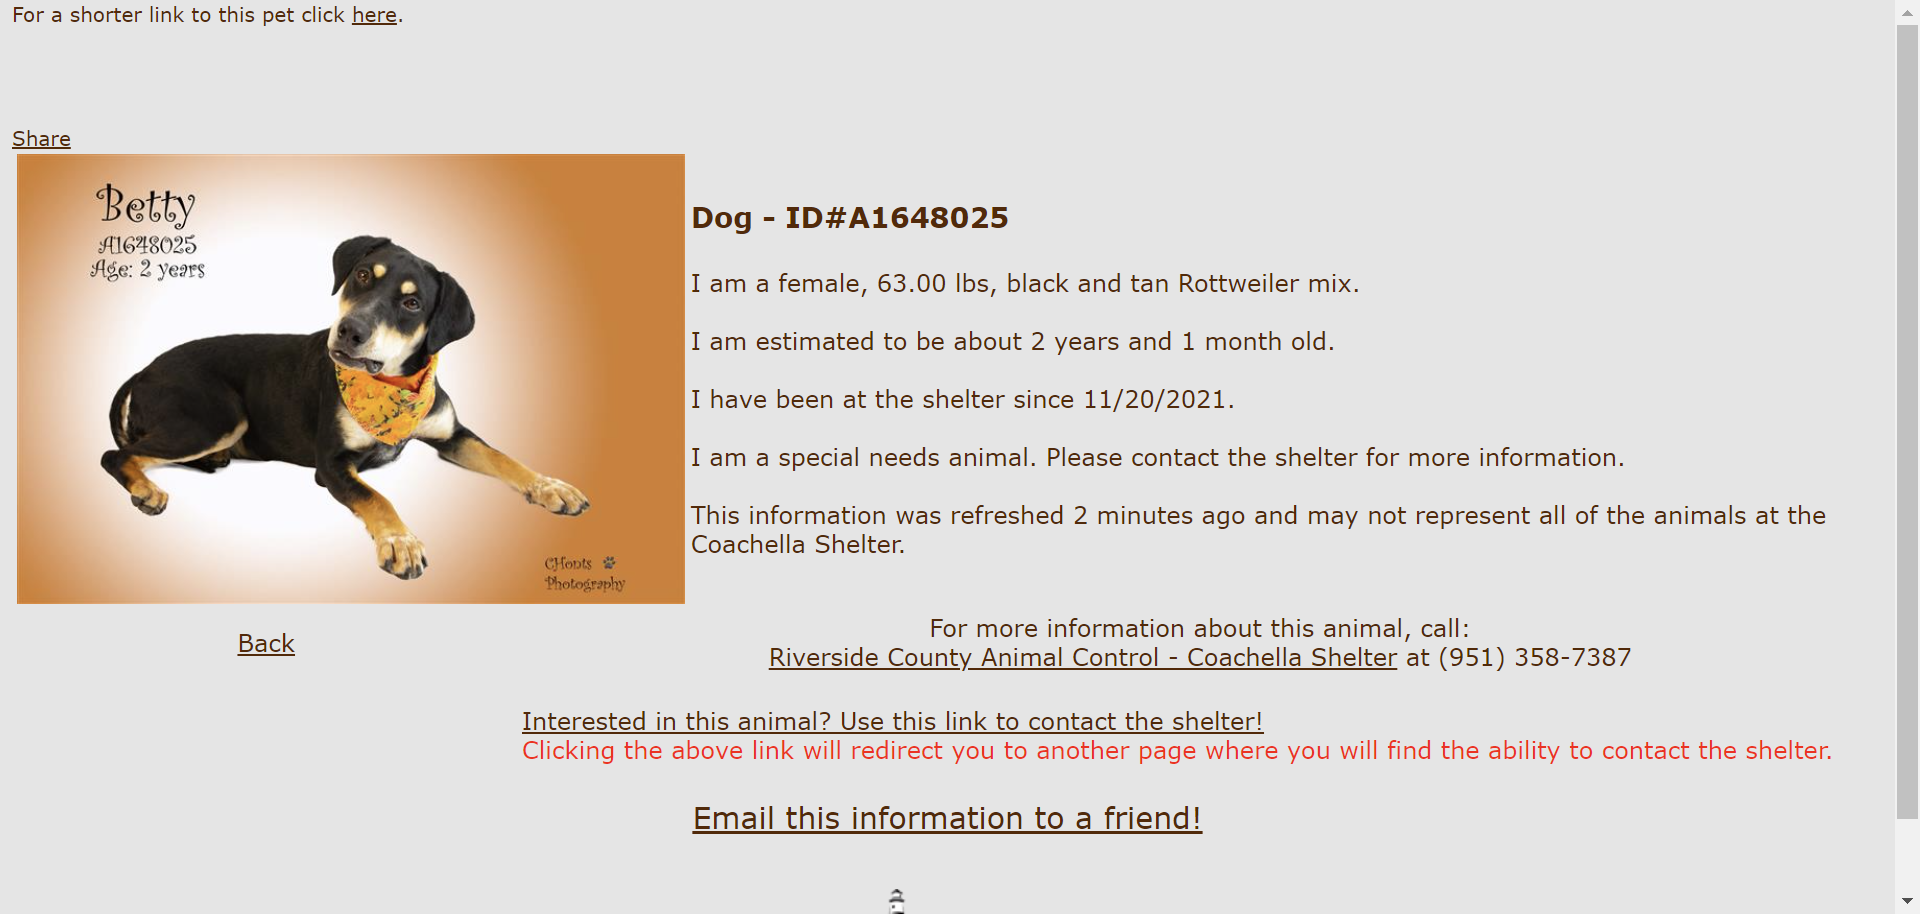 For a shorter link to this pet click here.
Share
Betty
A1648025
Age: 2 years
CHonts
Photography
Dog - ID#A1648025
I am a female, 63.00 lbs, black and tan Rottweiler mix.
I am estimated to be about 2 years and 1 month old.
I have been at the shelter since 11/20/2021.
I am a special needs animal. Please contact the shelter for more information.
This information was refreshed 2 minutes ago and may not represent all of the animals at the
Coachella Shelter.
Back
For more information about this animal, call:
Riverside County Animal Control - Coachella Shelter at (951) 358-7387
Interested in this animal? Use this link to contact the shelter!
Clicking the above link will redirect you to another page where you will find the ability to contact the shelter.
Email this information to a friend!